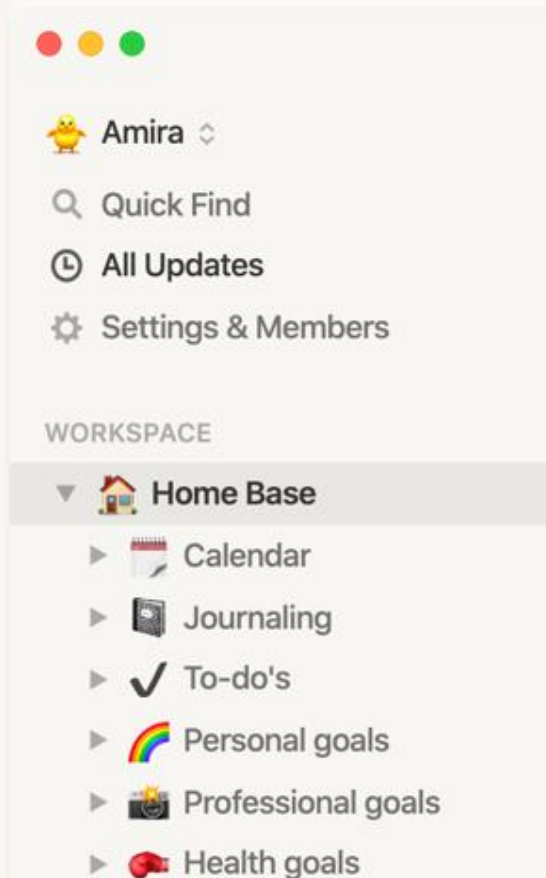 Amira
Quick Find
All Updates
Settings & Members
WORKSPACE
Home Base
Calendar
Journaling
To-do's
Personal goals
Professional goals
Health goals